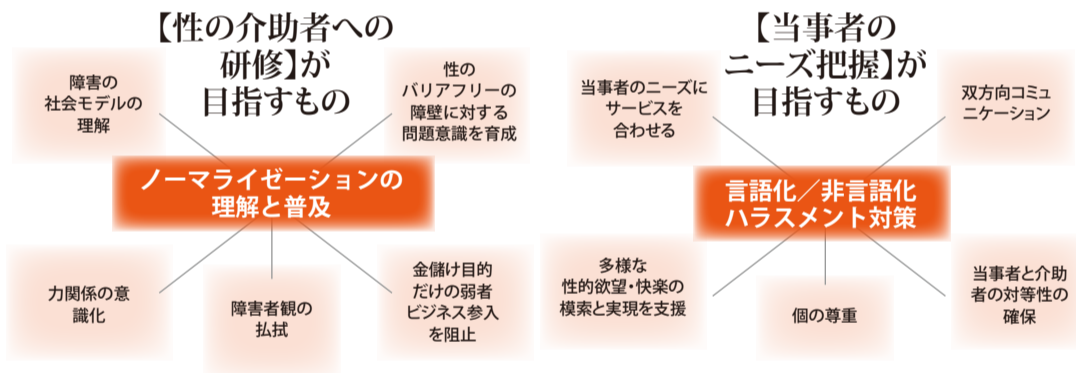 【性の介助者への
研修】が
目指すもの
障害の
社会モデルの
理解
性の
バリアフリーの
障壁に対する
問題意識を育成
ノーマライゼーションの
理解と普及
力関係の意
識化
障害者観の
払拭
金儲け目的
だけの弱者
ビジネス参入
を阻止
【当事者の
ニーズ把握】が
目指すもの
当事者のニーズに
サービスを
合わせる
双方向コミュ
ニケーション
言語化／非言語化
ハラスメント対策
多様な
性的欲望・快楽の
模索と実現を支援
個の尊重
当事者と介助
者の対等性の
確保